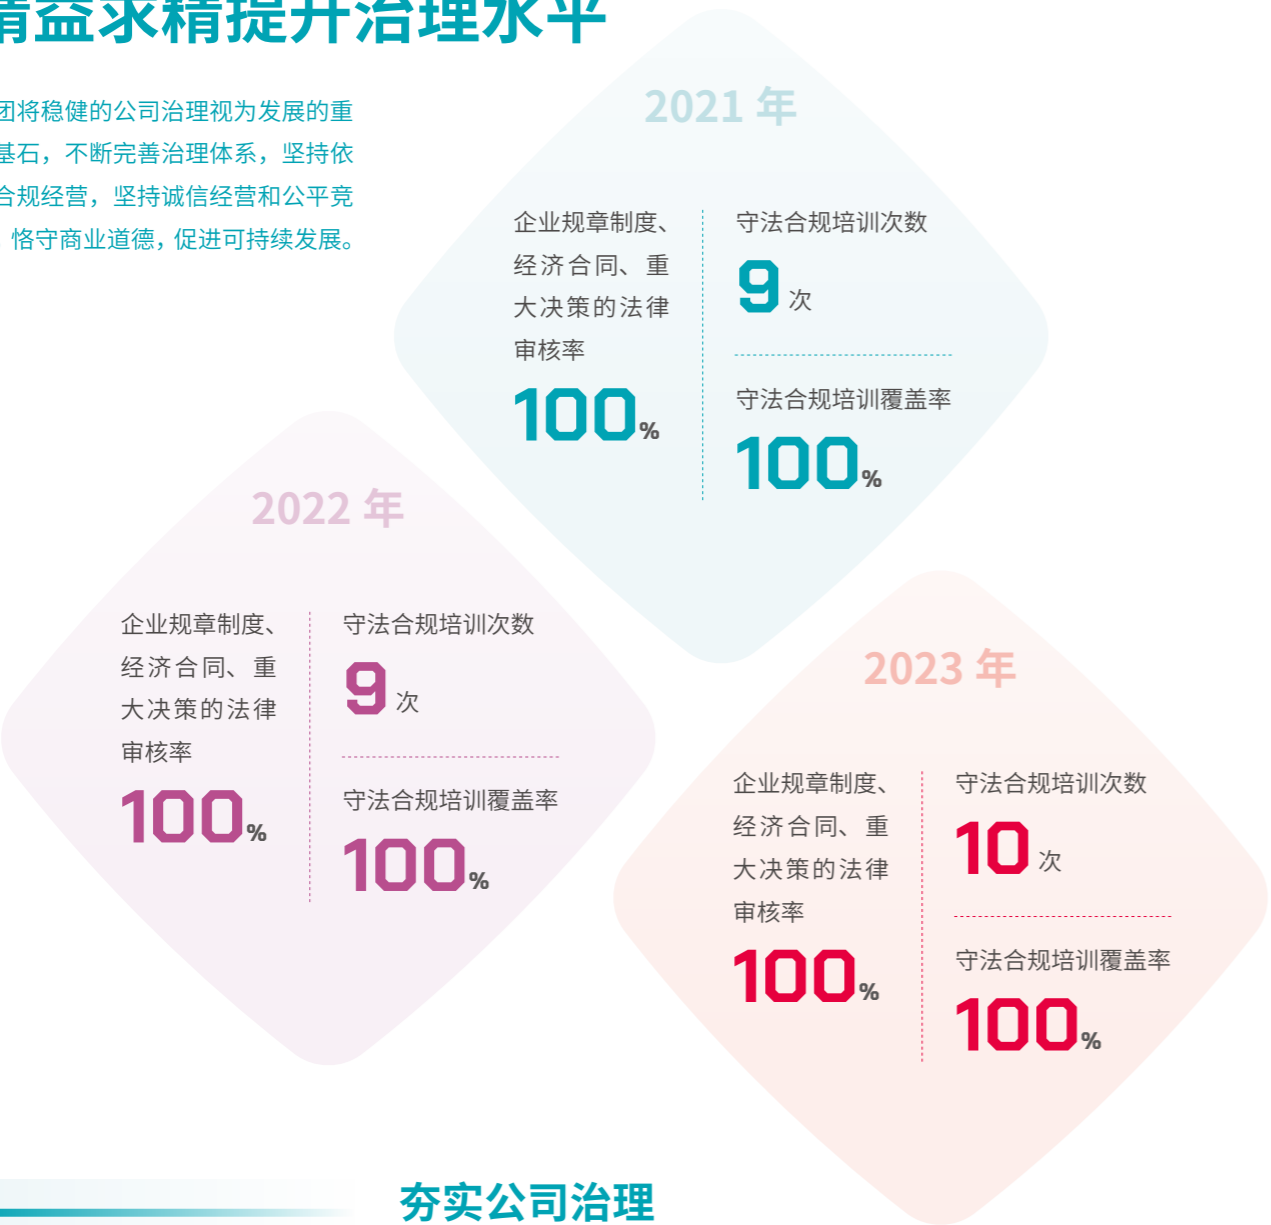 精益求精提升治理水平
团将稳健的公司治理视为发展的重
基石，不断完善治理体系，坚持依
合规经营，坚持诚信经营和公平竞
恪守商业道德，促进可持续发展。
2021 年
企业规章制度、
经济合同、重
大决策的法律
审核率
100%
守法合规培训次数
9 次
守法合规培训覆盖率
100%
2022 年
企业规章制度、
经济合同、重
大决策的法律
审核率
100%
守法合规培训次数
9 次
守法合规培训覆盖率
100%
2023 年
企业规章制度、
经济合同、重
大决策的法律
审核率
100%
守法合规培训次数
10 次
守法合规培训覆盖率
100%
夯实公司治理